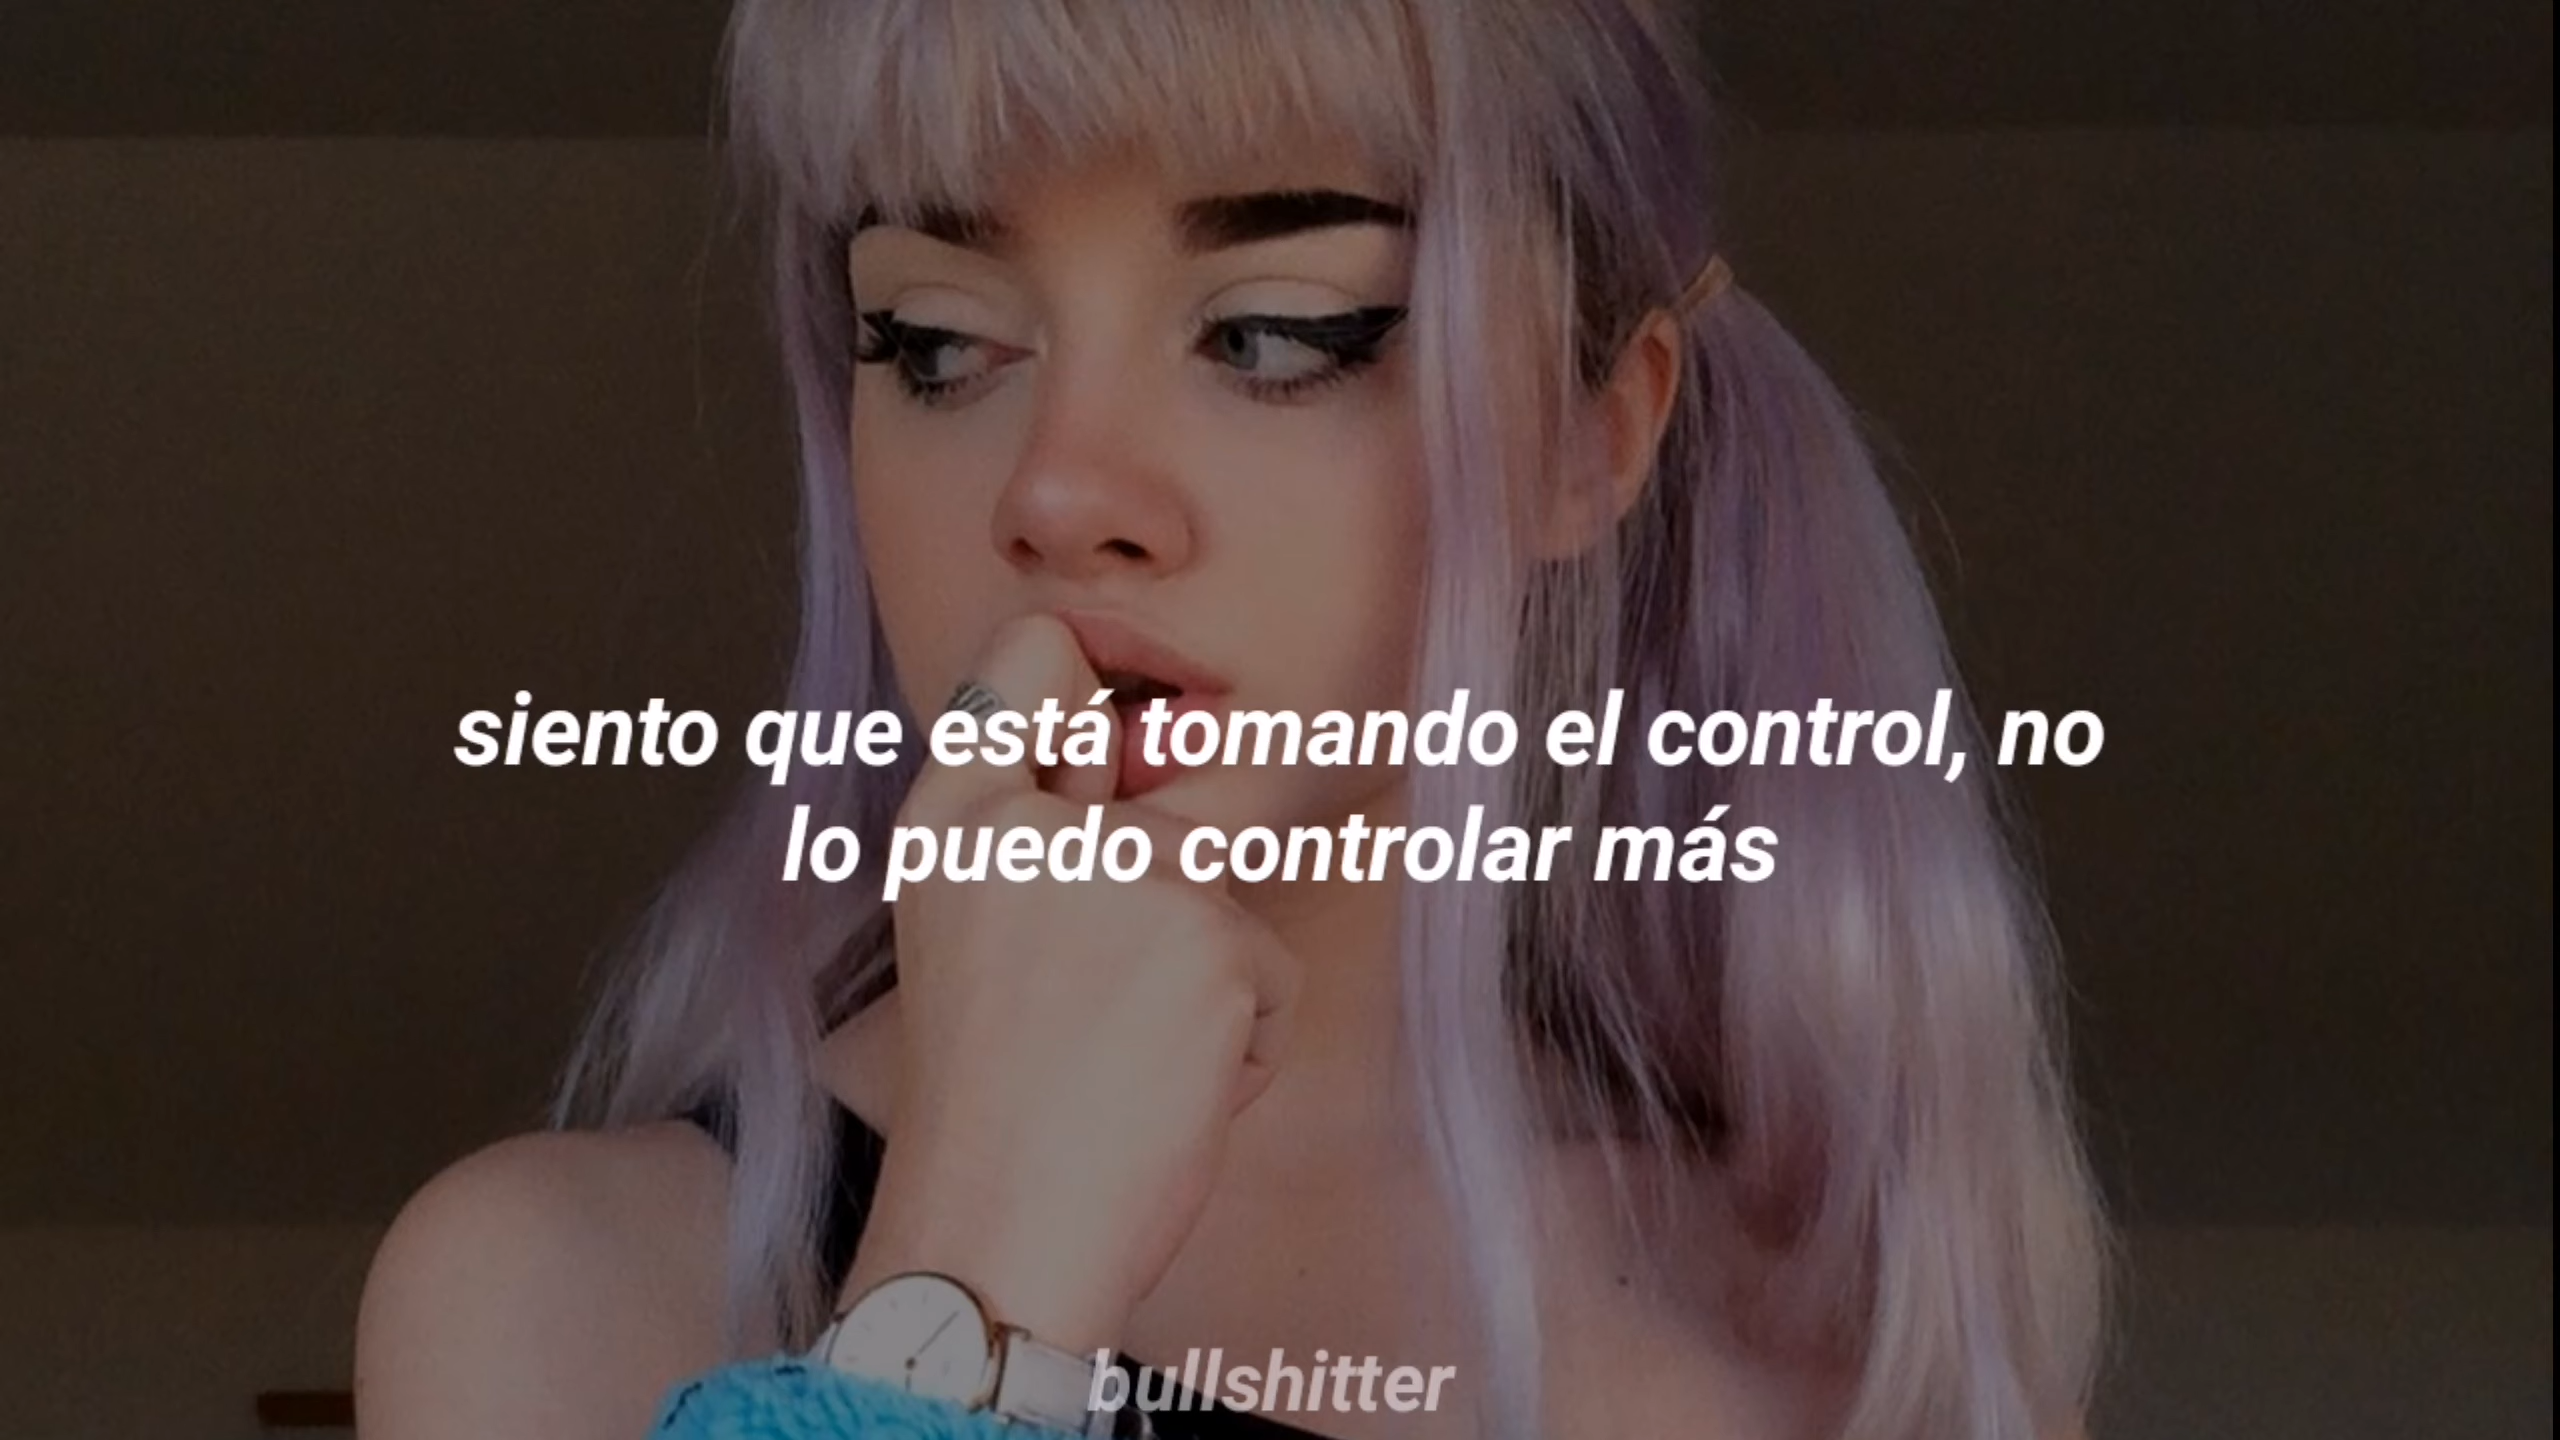 siento que está tomando el control, no
lo puedo controlar más
bullshitter